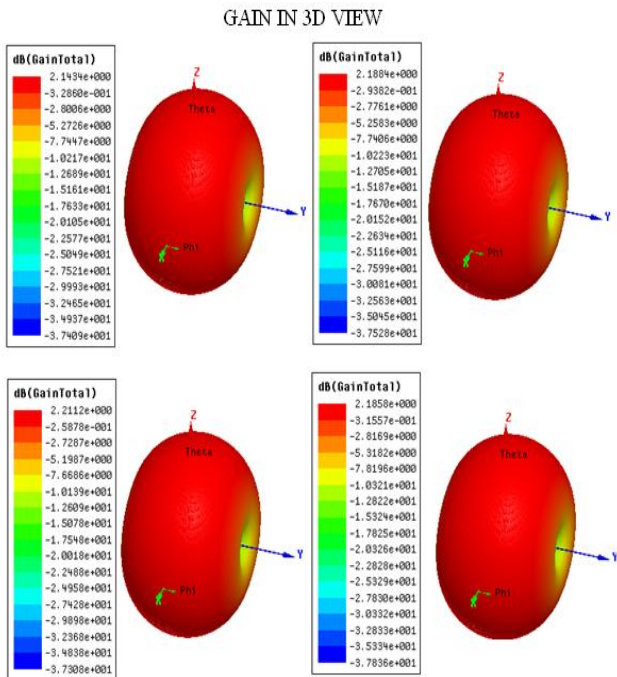 GAIN IN 3D VIEW
dB(GainTotal)
2.1434e+000
-3.2860e-001
-2.8006e+000
-5.2726e+000
-7.7447e+000
-1.0217e+001
-1.2689e+001
-1.5161e+001
-1.7633e+001
-2.0105e+001
-2.2577e+001
-2.5049e+001
-2.7521e+001
-2.9993e+001
-3.2465e+001
-3.4937e+001
-3.7409e+001
Z
Theta
Y
Phi
X
dB(GainTotal)
2.1884e+000
-2.9382e-001
-2.7761e+000
-5.2583e+000
-7.7406e+000
-1.0223e+001
-1.2705e+001
-1.5187e+001
-1.7670e+001
-2.0152e+001
-2.2634e+001
-2.5116e+001
-2.7599e+001
-3.0081e+001
-3.2563e+001
-3.5045e+001
-3.7528e+001
Z
Theta
Y
Phi
X
dB(GainTotal)
2.2112e+000
-2.5878e-001
-2.7287e+000
-5.1987e+000
-7.6686e+000
-1.0139e+001
-1.2609e+001
-1.5078e+001
-1.7548e+001
-2.0018e+001
-2.2488e+001
-2.4958e+001
-2.7428e+001
-2.9898e+001
-3.2368e+001
-3.4838e+001
-3.7308e+001
Z
Theta
Y
Phi
X
dB(GainTotal)
2.1858e+000
-3.1557e-001
-2.8169e+000
-5.3182e+000
-7.8196e+000
-1.0321e+001
-1.2822e+001
-1.5324e+001
-1.7825e+001
-2.0326e+001
-2.2828e+001
-2.5329e+001
-2.7830e+001
-3.0332e+001
-3.2833e+001
-3.5334e+001
-3.7836e+001
Z
Theta
Y
Phi
X